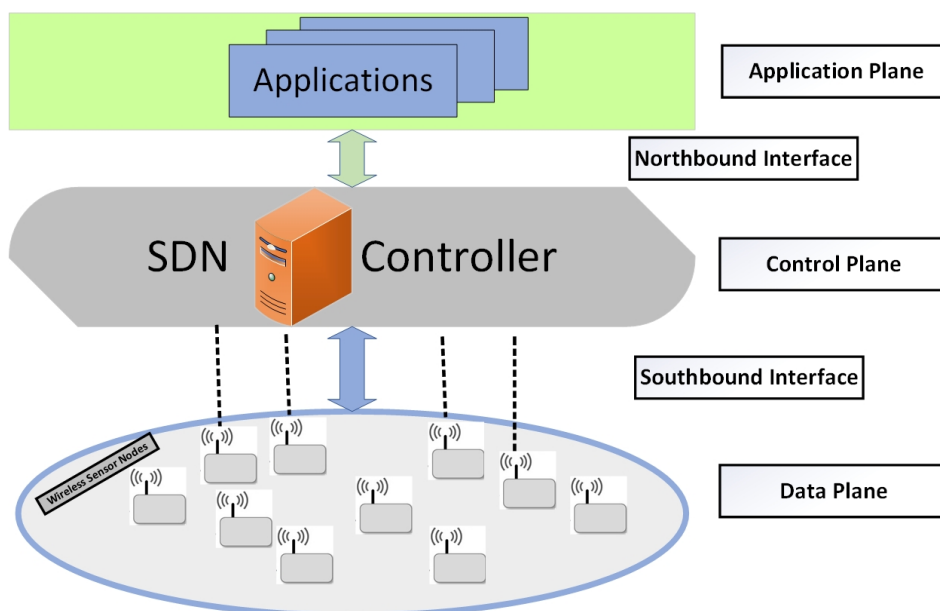 Applications
Application Plane
Northbound Interface
SDN Controller
Control Plane
Southbound Interface
Wireless Sensor Nodes
Data Plane